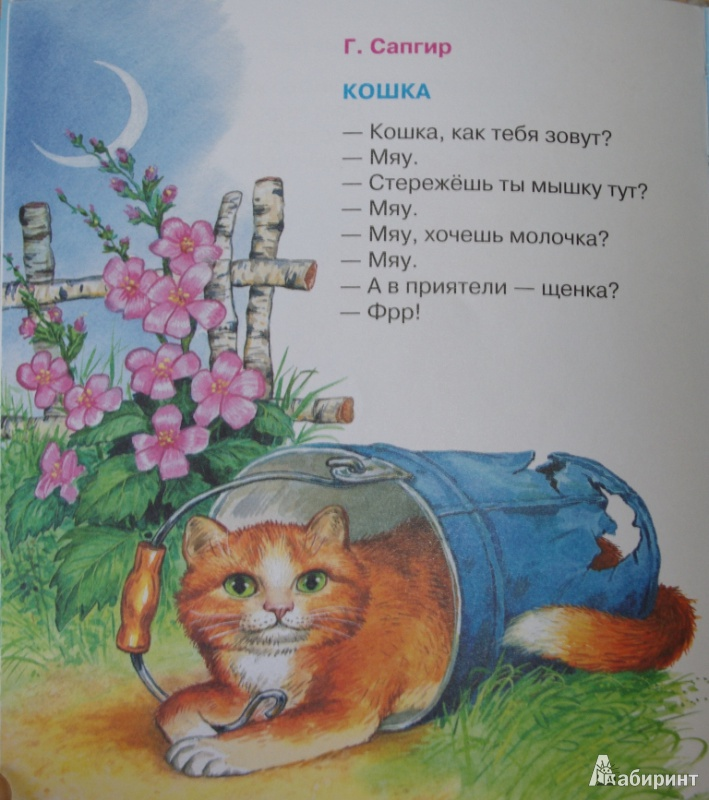 Г. Сапгир
КОШКА
— Кошка, как тебя зовут?
— Мяу.
— Стережёшь ты мышку тут?
— Мяу.
— Мяу, хочешь молочка?
— Мяу.
— А в приятели — щенка?
— Фрр!
Лабиринт